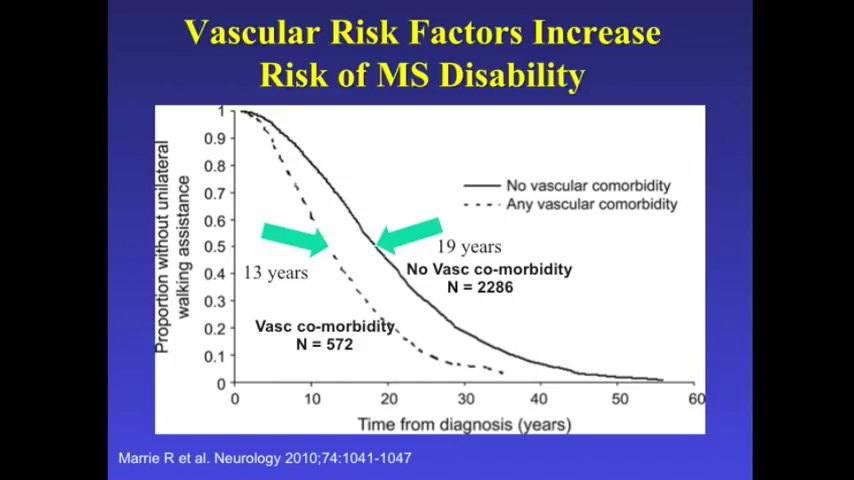 Vascular Risk Factors Increase
Risk of MS Disability
Proportion without unilateral
walking assistance
1
0.9
0.8
0.7
0.6
0.5
0.4
0.3
0.2
0.1
0
No vascular comorbidity
Any vascular comorbidity
19 years
13 years
No Vasc co-morbidity
N = 2286
Vasc co-morbidity
N = 572
0 10 20 30 40 50 60
Time from diagnosis (years)
Marrie R et al. Neurology 2010;74:1041-1047